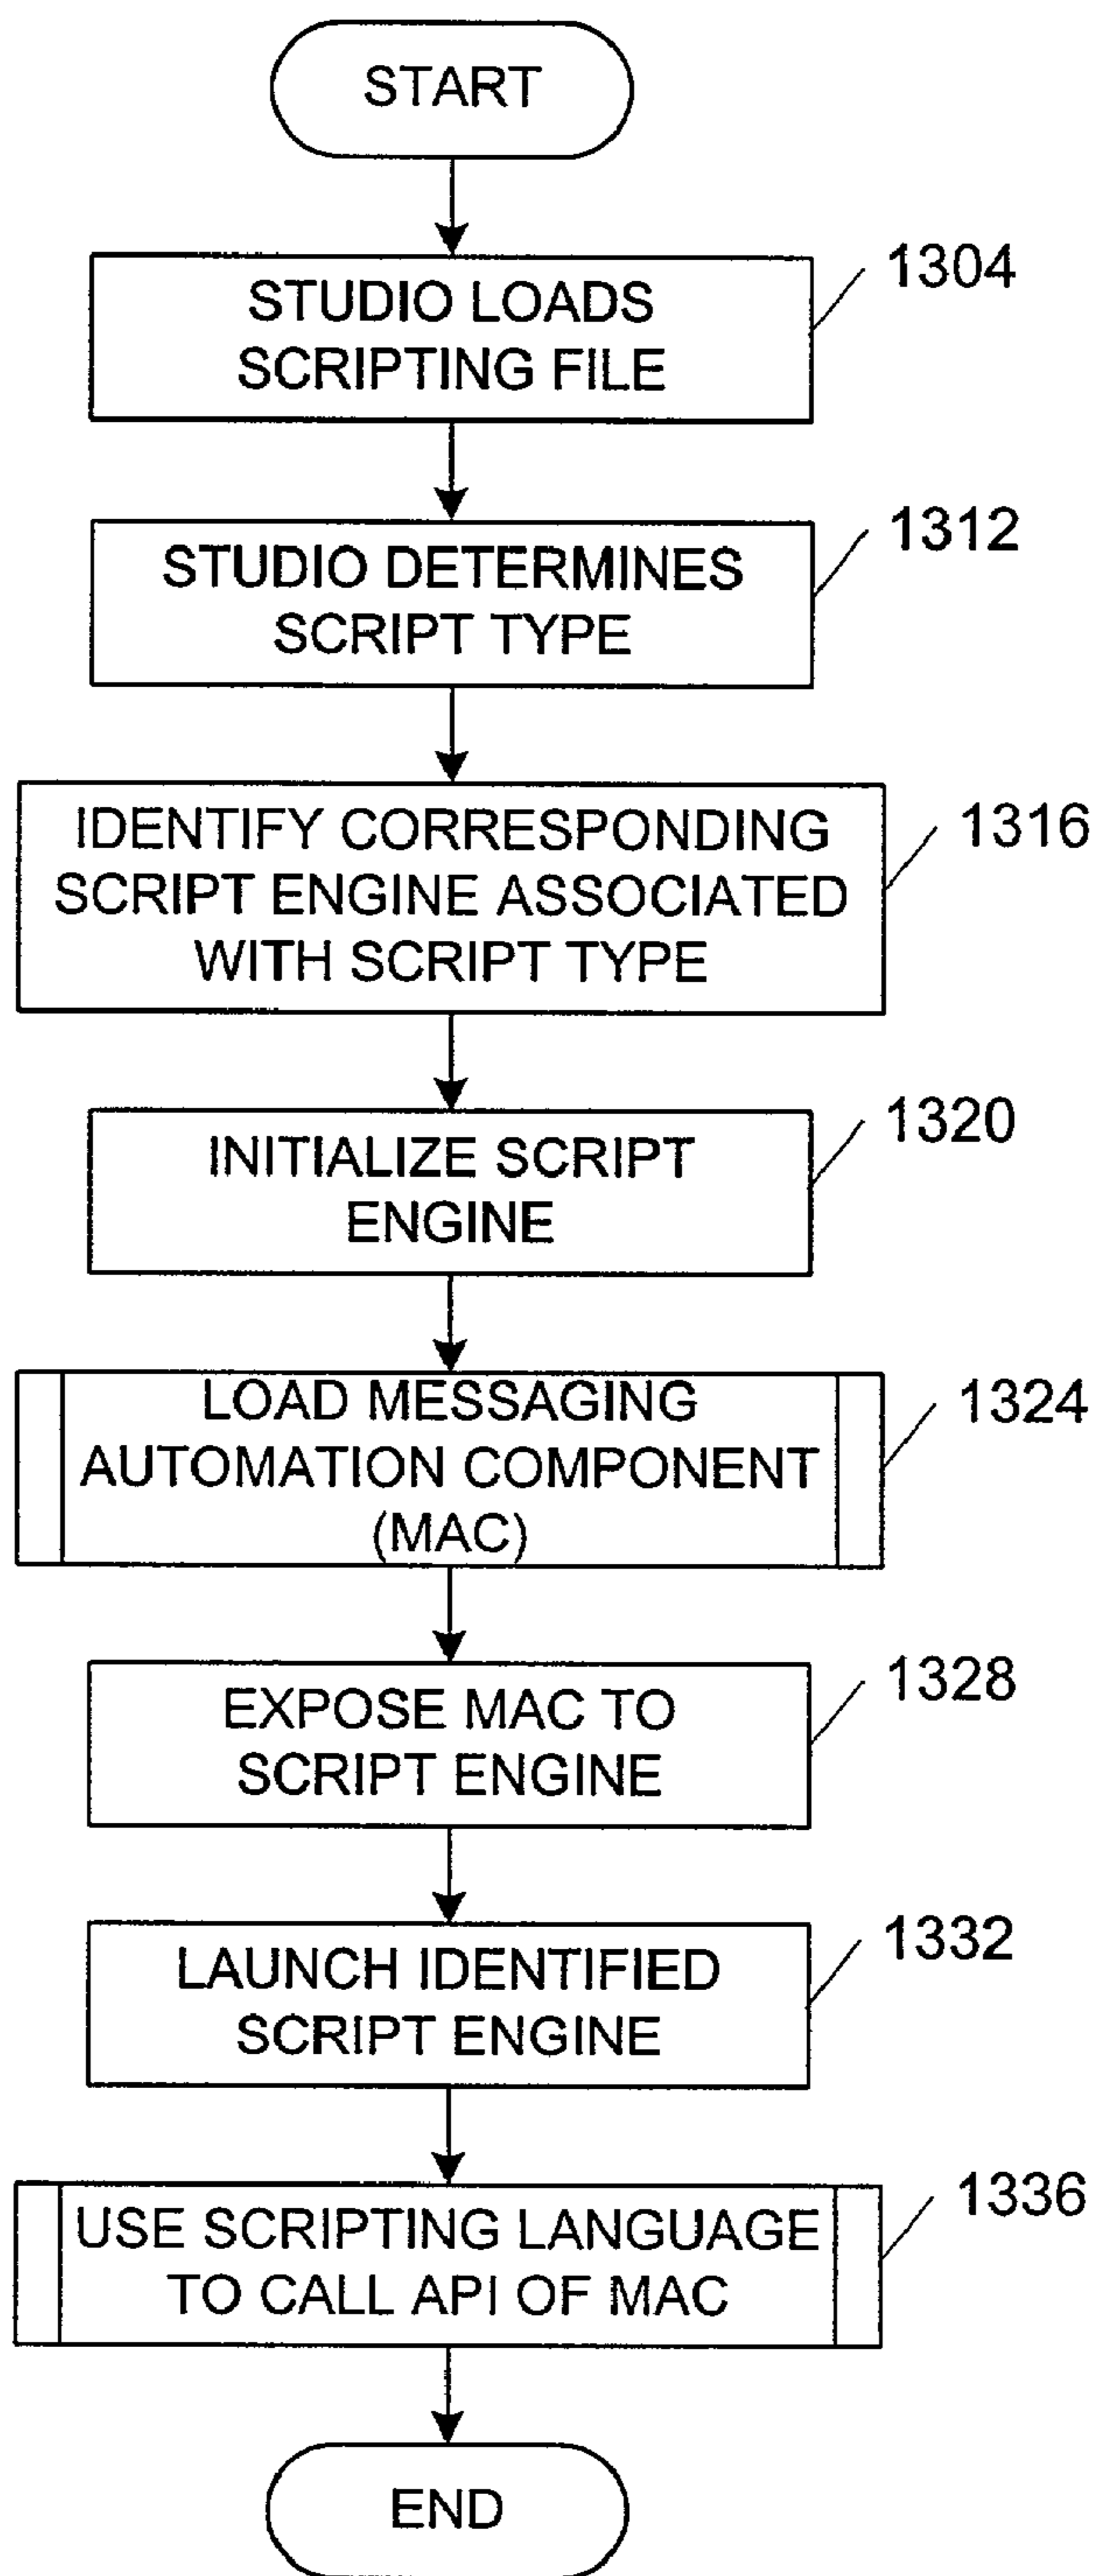 START
STUDIO LOADS
SCRIPTING FILE
1304
STUDIO DETERMINES
SCRIPT TYPE
1312
IDENTIFY CORRESPONDING
SCRIPT ENGINE ASSOCIATED
WITH SCRIPT TYPE
1316
INITIALIZE SCRIPT
ENGINE
1320
LOAD MESSAGING
AUTOMATION COMPONENT
(MAC)
1324
EXPOSE MAC TO
SCRIPT ENGINE
1328
LAUNCH IDENTIFIED
SCRIPT ENGINE
1332
USE SCRIPTING LANGUAGE
TO CALL API OF MAC
1336
END